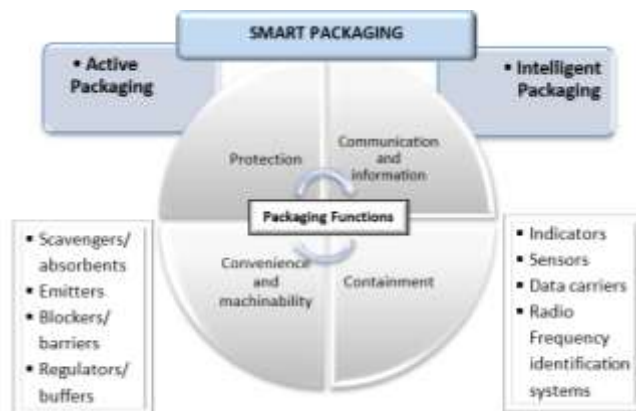 SMART PACKAGING
▪ Active
Packaging
▪ Intelligent
Packaging
Protection
Communication
and
information
Packaging Functions
Convenience
and
machinability
Containment
▪ Scavengers/
absorbents
▪ Emitters
▪ Blockers/
barriers
▪ Regulators/
buffers
▪ Indicators
▪ Sensors
▪ Data carriers
▪ Radio
Frequency
identification
systems